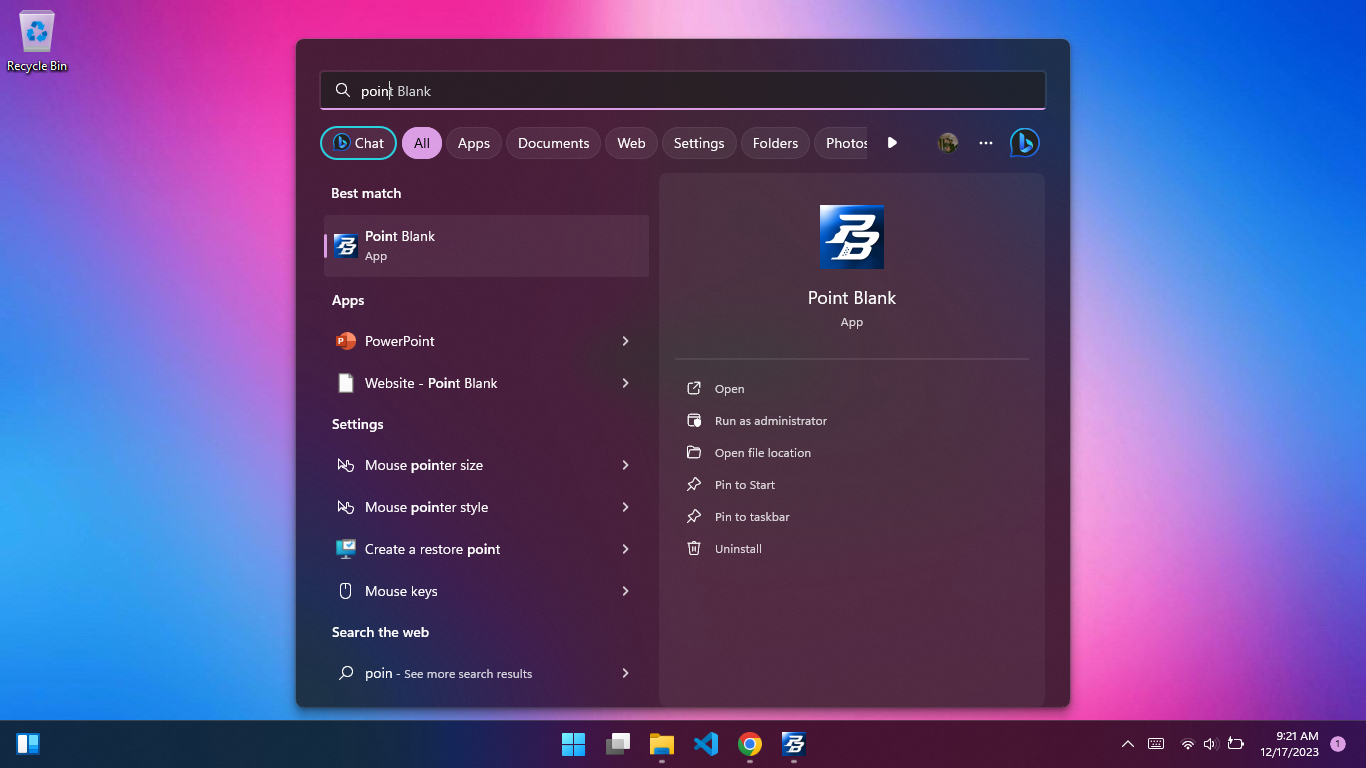 Recycle Bin
point Blank
Chat
All
Apps
Documents
Web
Settings
Folders
Photos
Best match
Point Blank
App
Apps
PowerPoint
Website - Point Blank
Settings
Mouse pointer size
Mouse pointer style
Create a restore point
Mouse keys
Search the web
poin - See more search results
Point Blank
App
Open
Run as administrator
Open file location
Pin to Start
Pin to taskbar
Uninstall
9:21 AM
12/17/2023
1